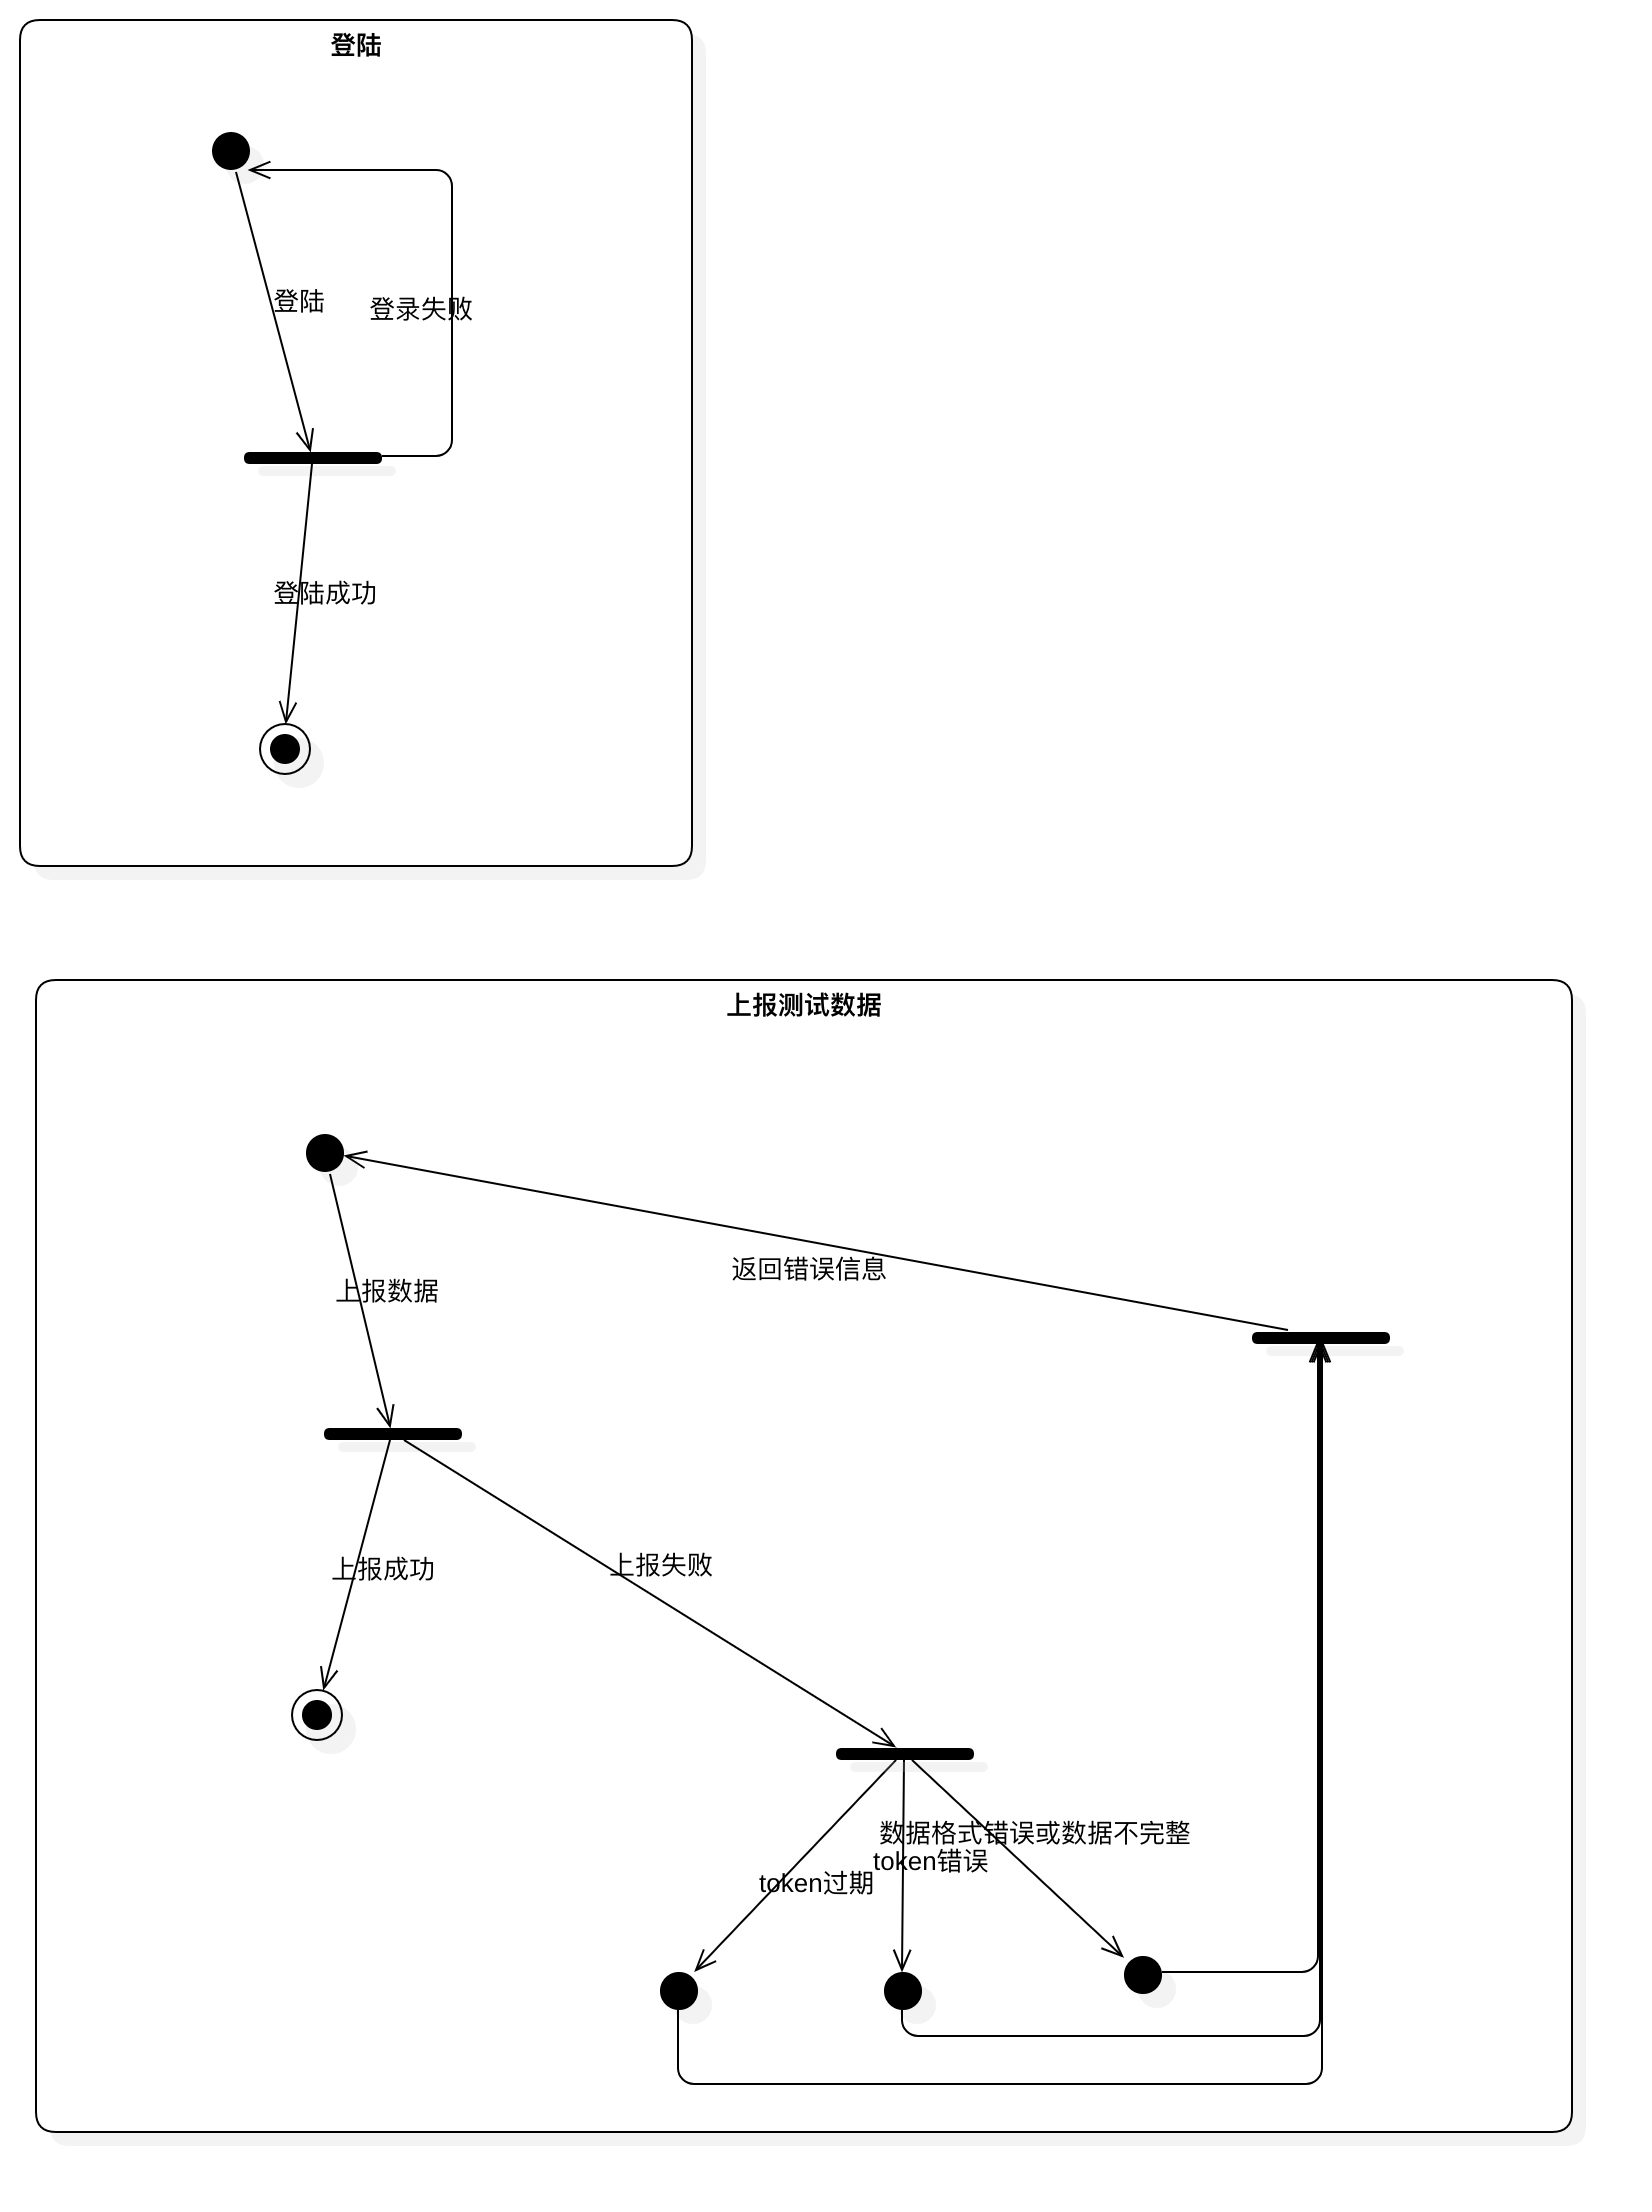 登陆
登陆
登录失败
登陆成功
上报测试数据
返回错误信息
上报数据
上报成功
上报失败
数据格式错误或数据不完整
token错误
token过期